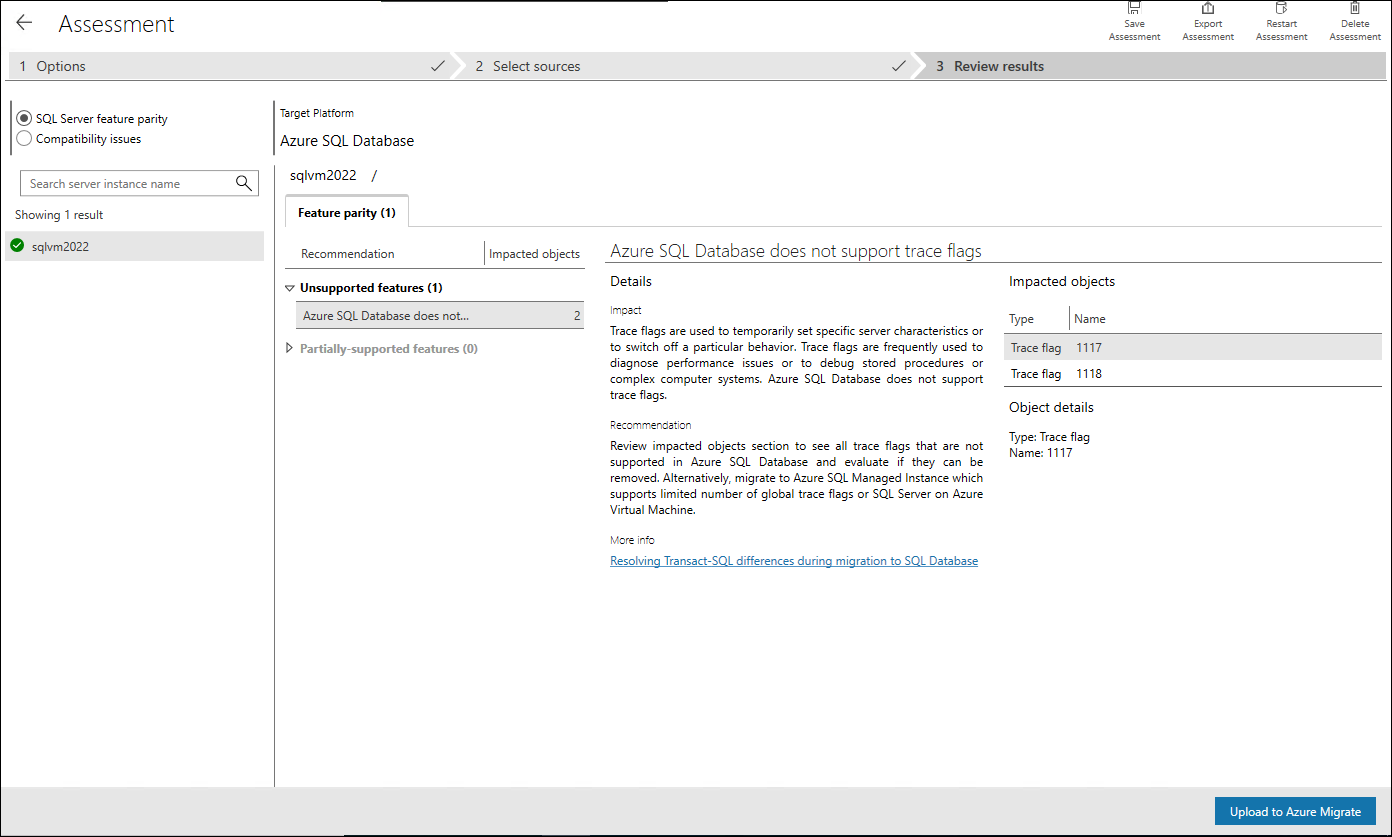 Assessment
Save
Assessment
Export
Assessment
Restart
Assessment
Delete
Assessment
1 Options
2 Select sources
3 Review results
SQL Server feature parity
Compatibility issues
Search server instance name
Showing 1 result
sqlvm2022
Target Platform
Azure SQL Database
sqlvm2022 /
Feature parity (1)
Recommendation Impacted objects
Unsupported features (1)
Azure SQL Database does not... 2
Partially-supported features (0)
Azure SQL Database does not support trace flags
Details
Impact
Trace flags are used to temporarily set specific server characteristics or
to switch off a particular behavior. Trace flags are frequently used to
diagnose performance issues or to debug stored procedures or
complex computer systems. Azure SQL Database does not support
trace flags.
Recommendation
Review impacted objects section to see all trace flags that are not
supported in Azure SQL Database and evaluate if they can be
removed. Alternatively, migrate to Azure SQL Managed Instance which
supports limited number of global trace flags or SQL Server on Azure
Virtual Machine.
More info
Resolving Transact-SQL differences during migration to SQL Database
Impacted objects
Type Name
Trace flag 1117
Trace flag 1118
Object details
Type: Trace flag
Name: 1117
Upload to Azure Migrate